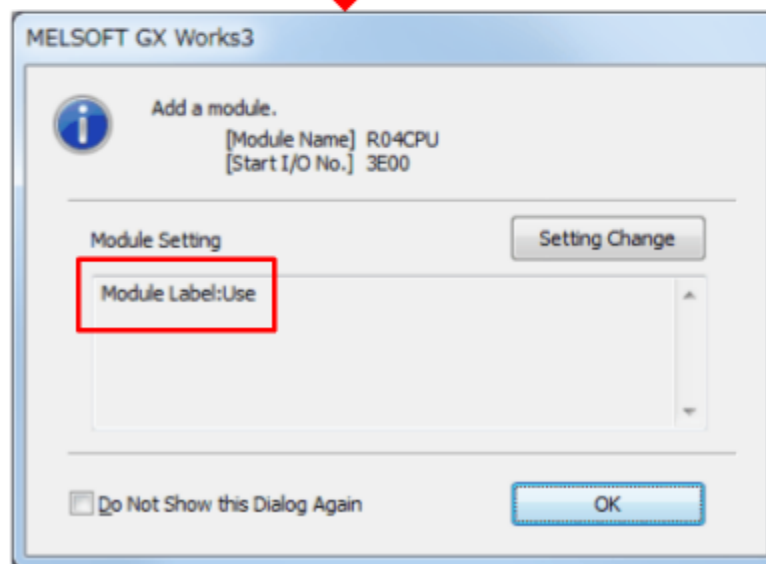 MELSOFT GX Works3
Add a module.
[Module Name] R04CPU
[Start I/O No.] 3E00
Module Setting
Setting Change
Module Label:Use
Do Not Show this Dialog Again
OK